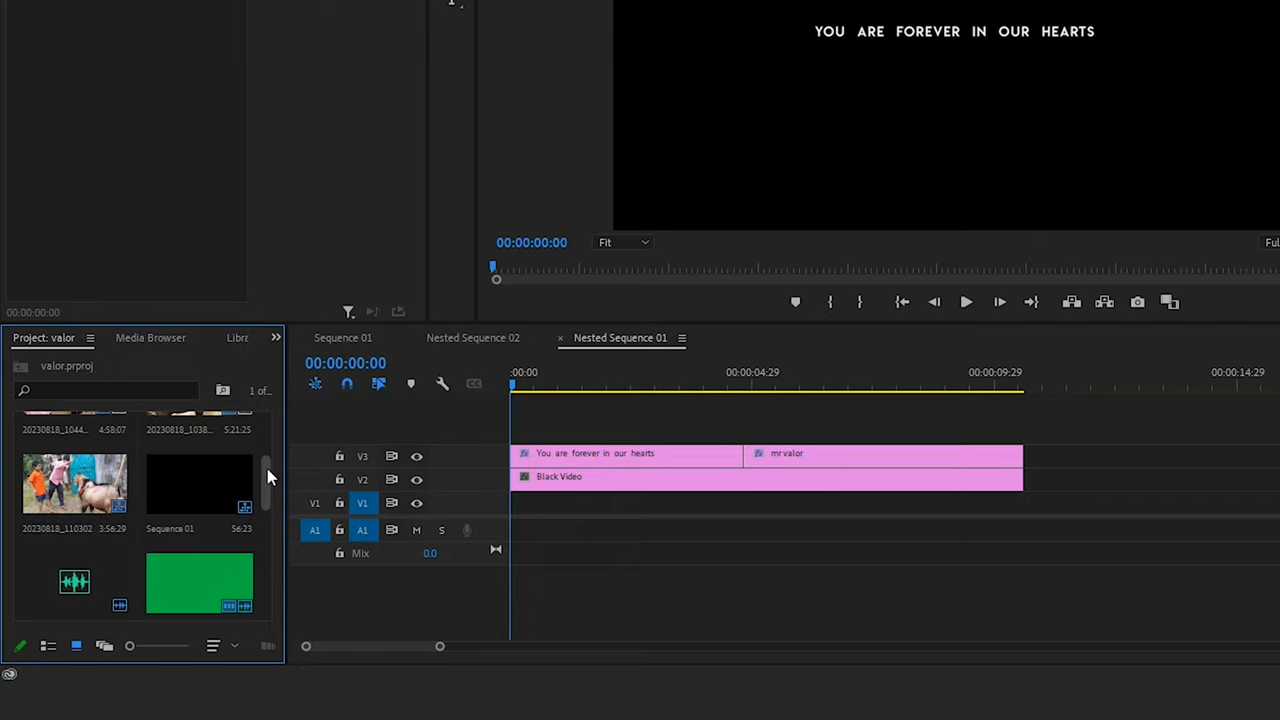 YOU ARE FOREVER IN OUR HEARTS
00:00:00:00
Fit
Ful
00:00:00:00
Project: valor
Media Browser
Libra
Sequence 01
Nested Sequence 02
Nested Sequence 01
valor.prproj
00:00:00:00
:00:00
00:00:04:29
00:00:09:29
00:00:14:29
1 of...
20230818_1044...
4:58:07
20230818_1038...
5:21:25
V3
You are forever in our hearts
mr valor
V2
Black Video
V1
V1
A1
A1
M
S
Mix
0.0
20230818_110302
3:56:29
Sequence 01
56:23